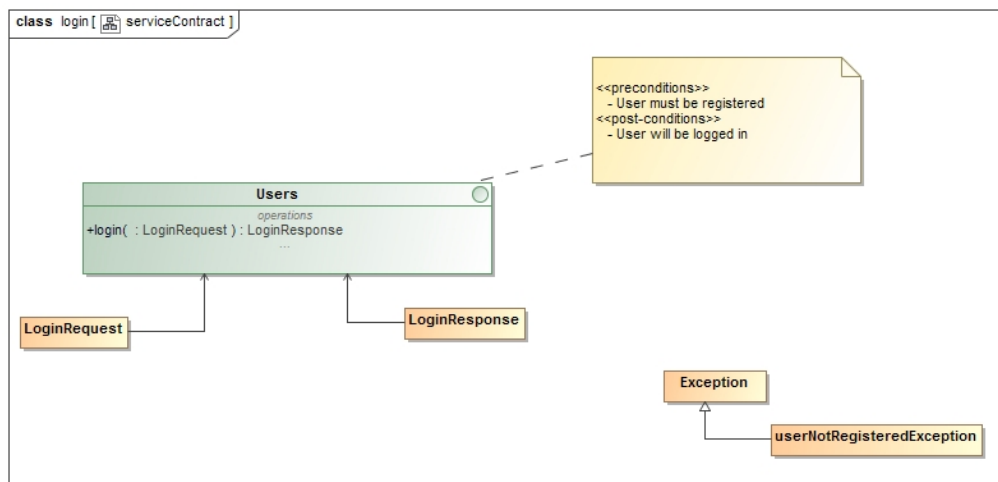 class login [ serviceContract ]
<<preconditions>>
- User must be registered
<<post-conditions>>
- User will be logged in
Users
operations
+login( : LoginRequest ) : LoginResponse
...
LoginRequest
LoginResponse
Exception
userNotRegisteredException